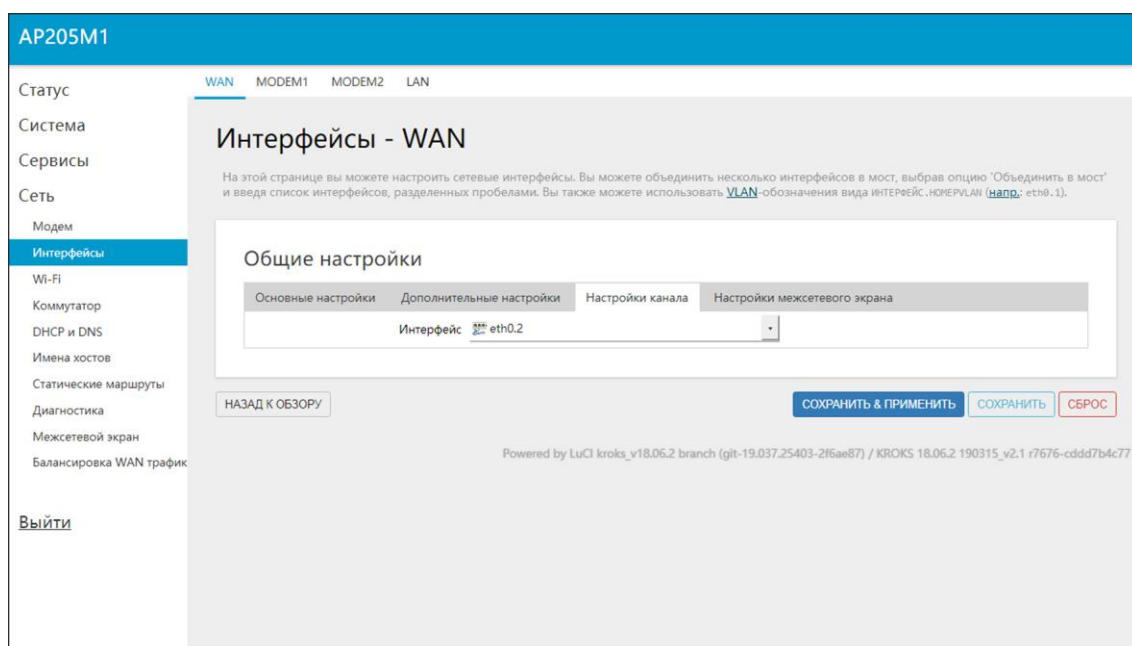 AP205M1
Статус
Система
Сервисы
Сеть
Модем
Интерфейсы
Wi-Fi
Коммутатор
DHCP и DNS
Имена хостов
Статические маршруты
Диагностика
Межсетевой экран
Балансировка WAN трафик
Выйти
WAN MODEM1 MODEM2 LAN
Интерфейсы - WAN
На этой странице вы можете настроить сетевые интерфейсы. Вы можете объединить несколько интерфейсов в мост, выбрав опцию 'Объединить в мост'
и введя список интерфейсов, разделенных пробелами. Вы также можете использовать VLAN-обозначения вида ИНТЕРФЕЙС.НОМЕРVLAN (напр.: eth0.1).
Общие настройки
Основные настройки Дополнительные настройки Настройки канала Настройки межсетевого экрана
Интерфейс eth0.2
НАЗАД К ОБЗОРУ СОХРАНИТЬ & ПРИМЕНИТЬ СОХРАНИТЬ СБРОС
Powered by LuCI kroks_v18.06.2 branch (git-19.037.25403-2f6ae87) / KROKS 18.06.2 190315_v2.1 r7676-cddd7b4c77